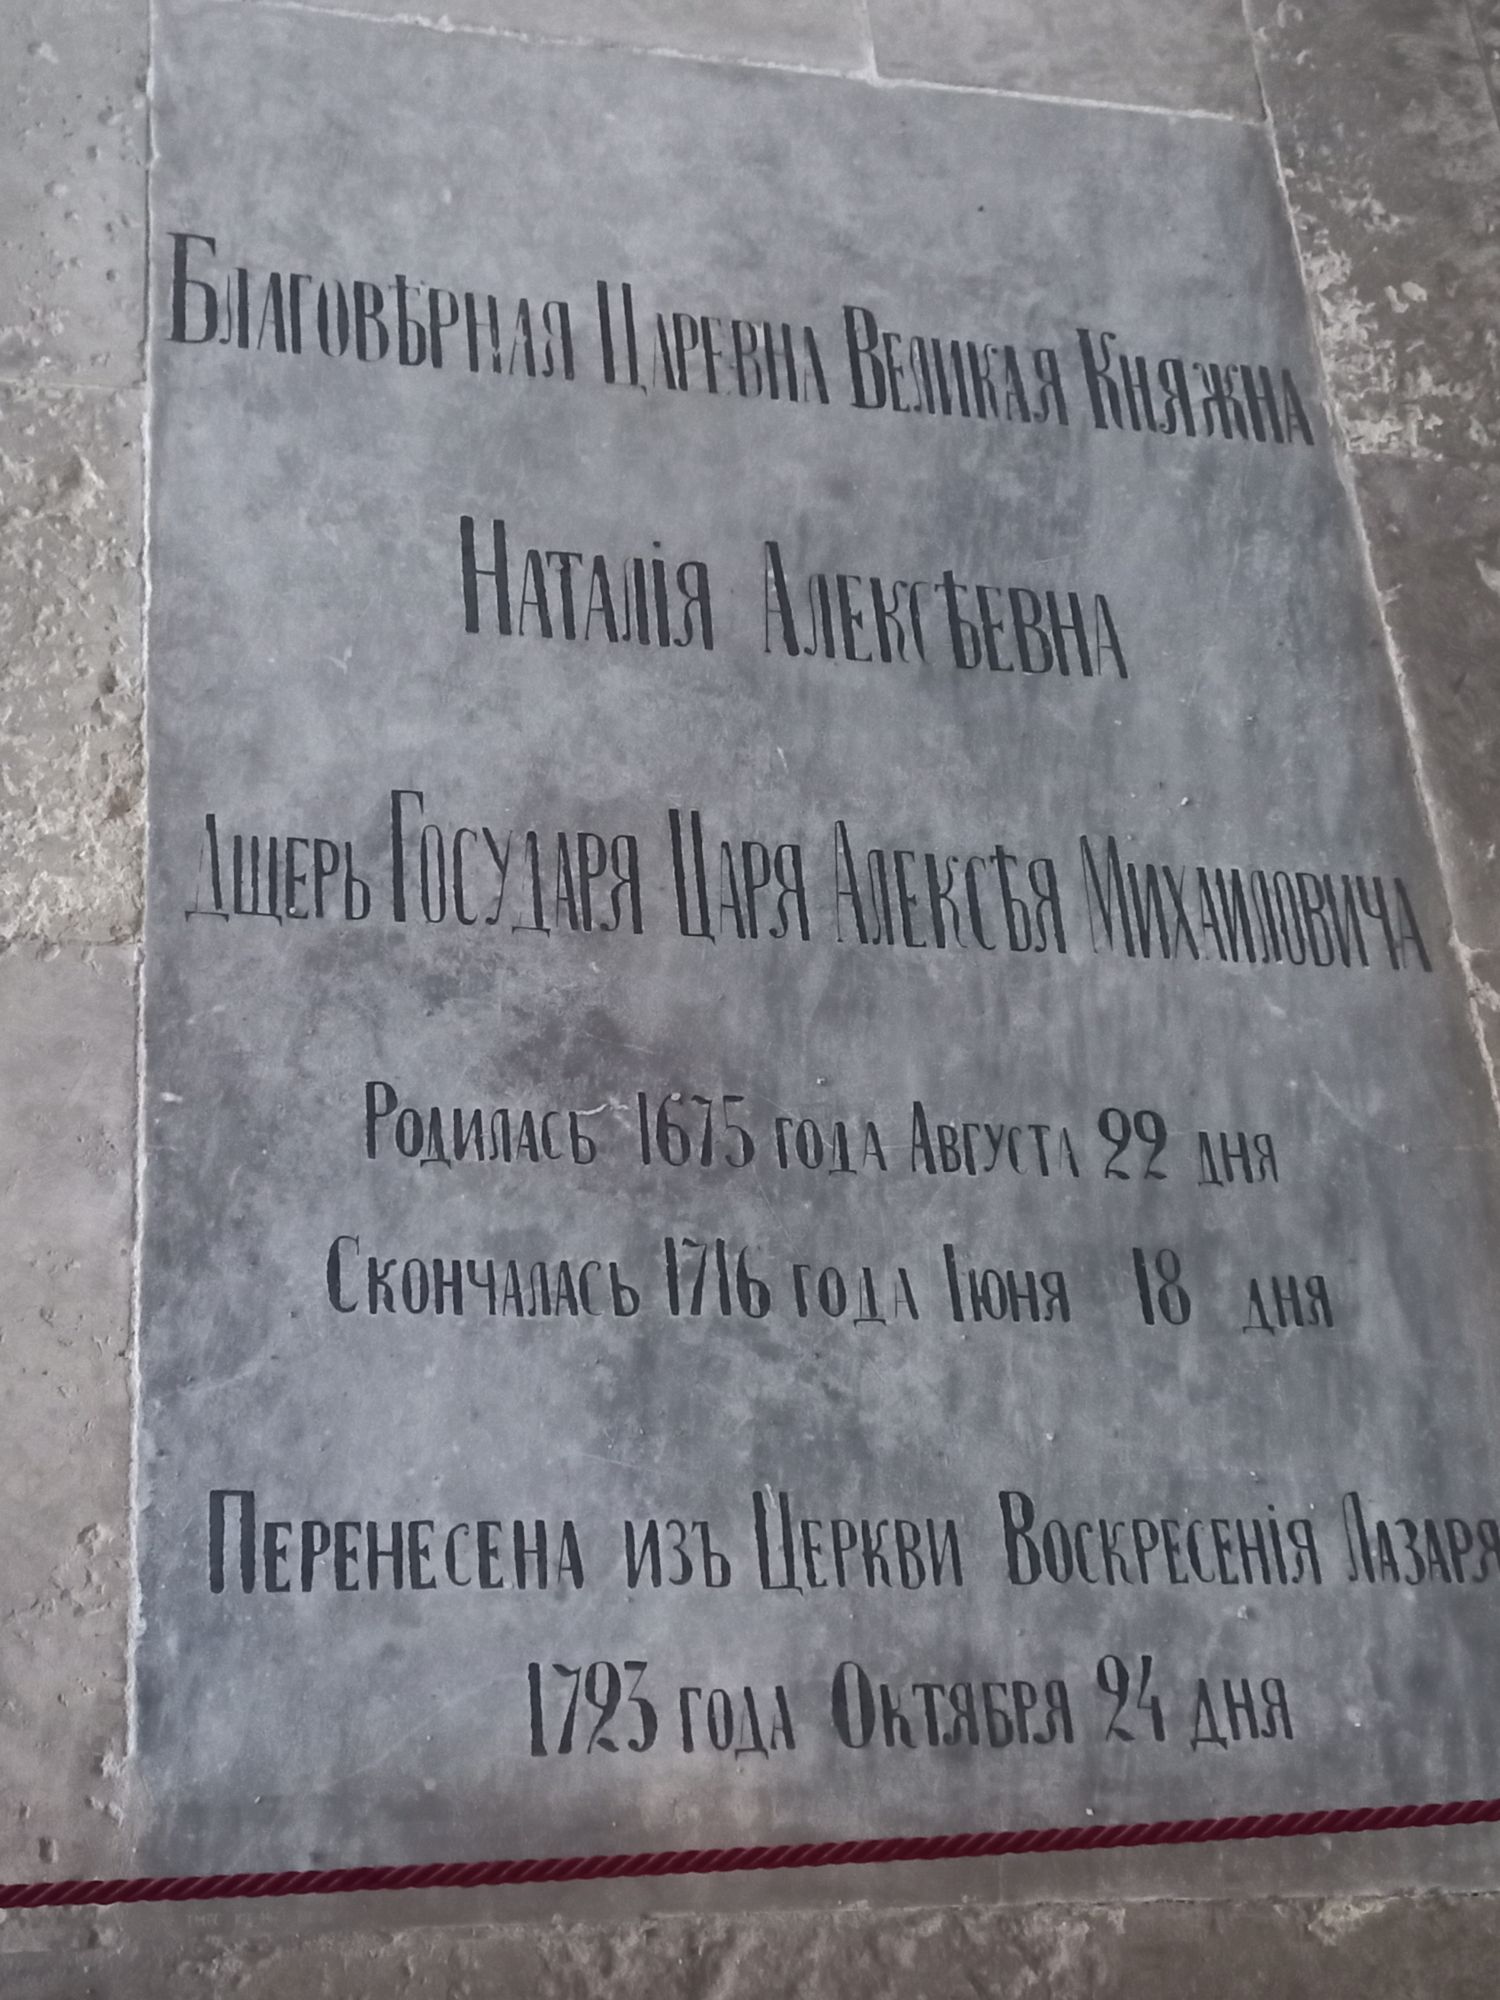 Благовѣрная Царевна Великая Княжна
Наталія Алексѣевна
Дщерь Государя Царя Алексѣя Михаиловича
Родилась 1675 года Августа 22 дня
Скончалась 1716 года Іюня 18 дня
Перенесена изъ Церкви Воскресенія Лазаря
1723 года Октября 24 дня